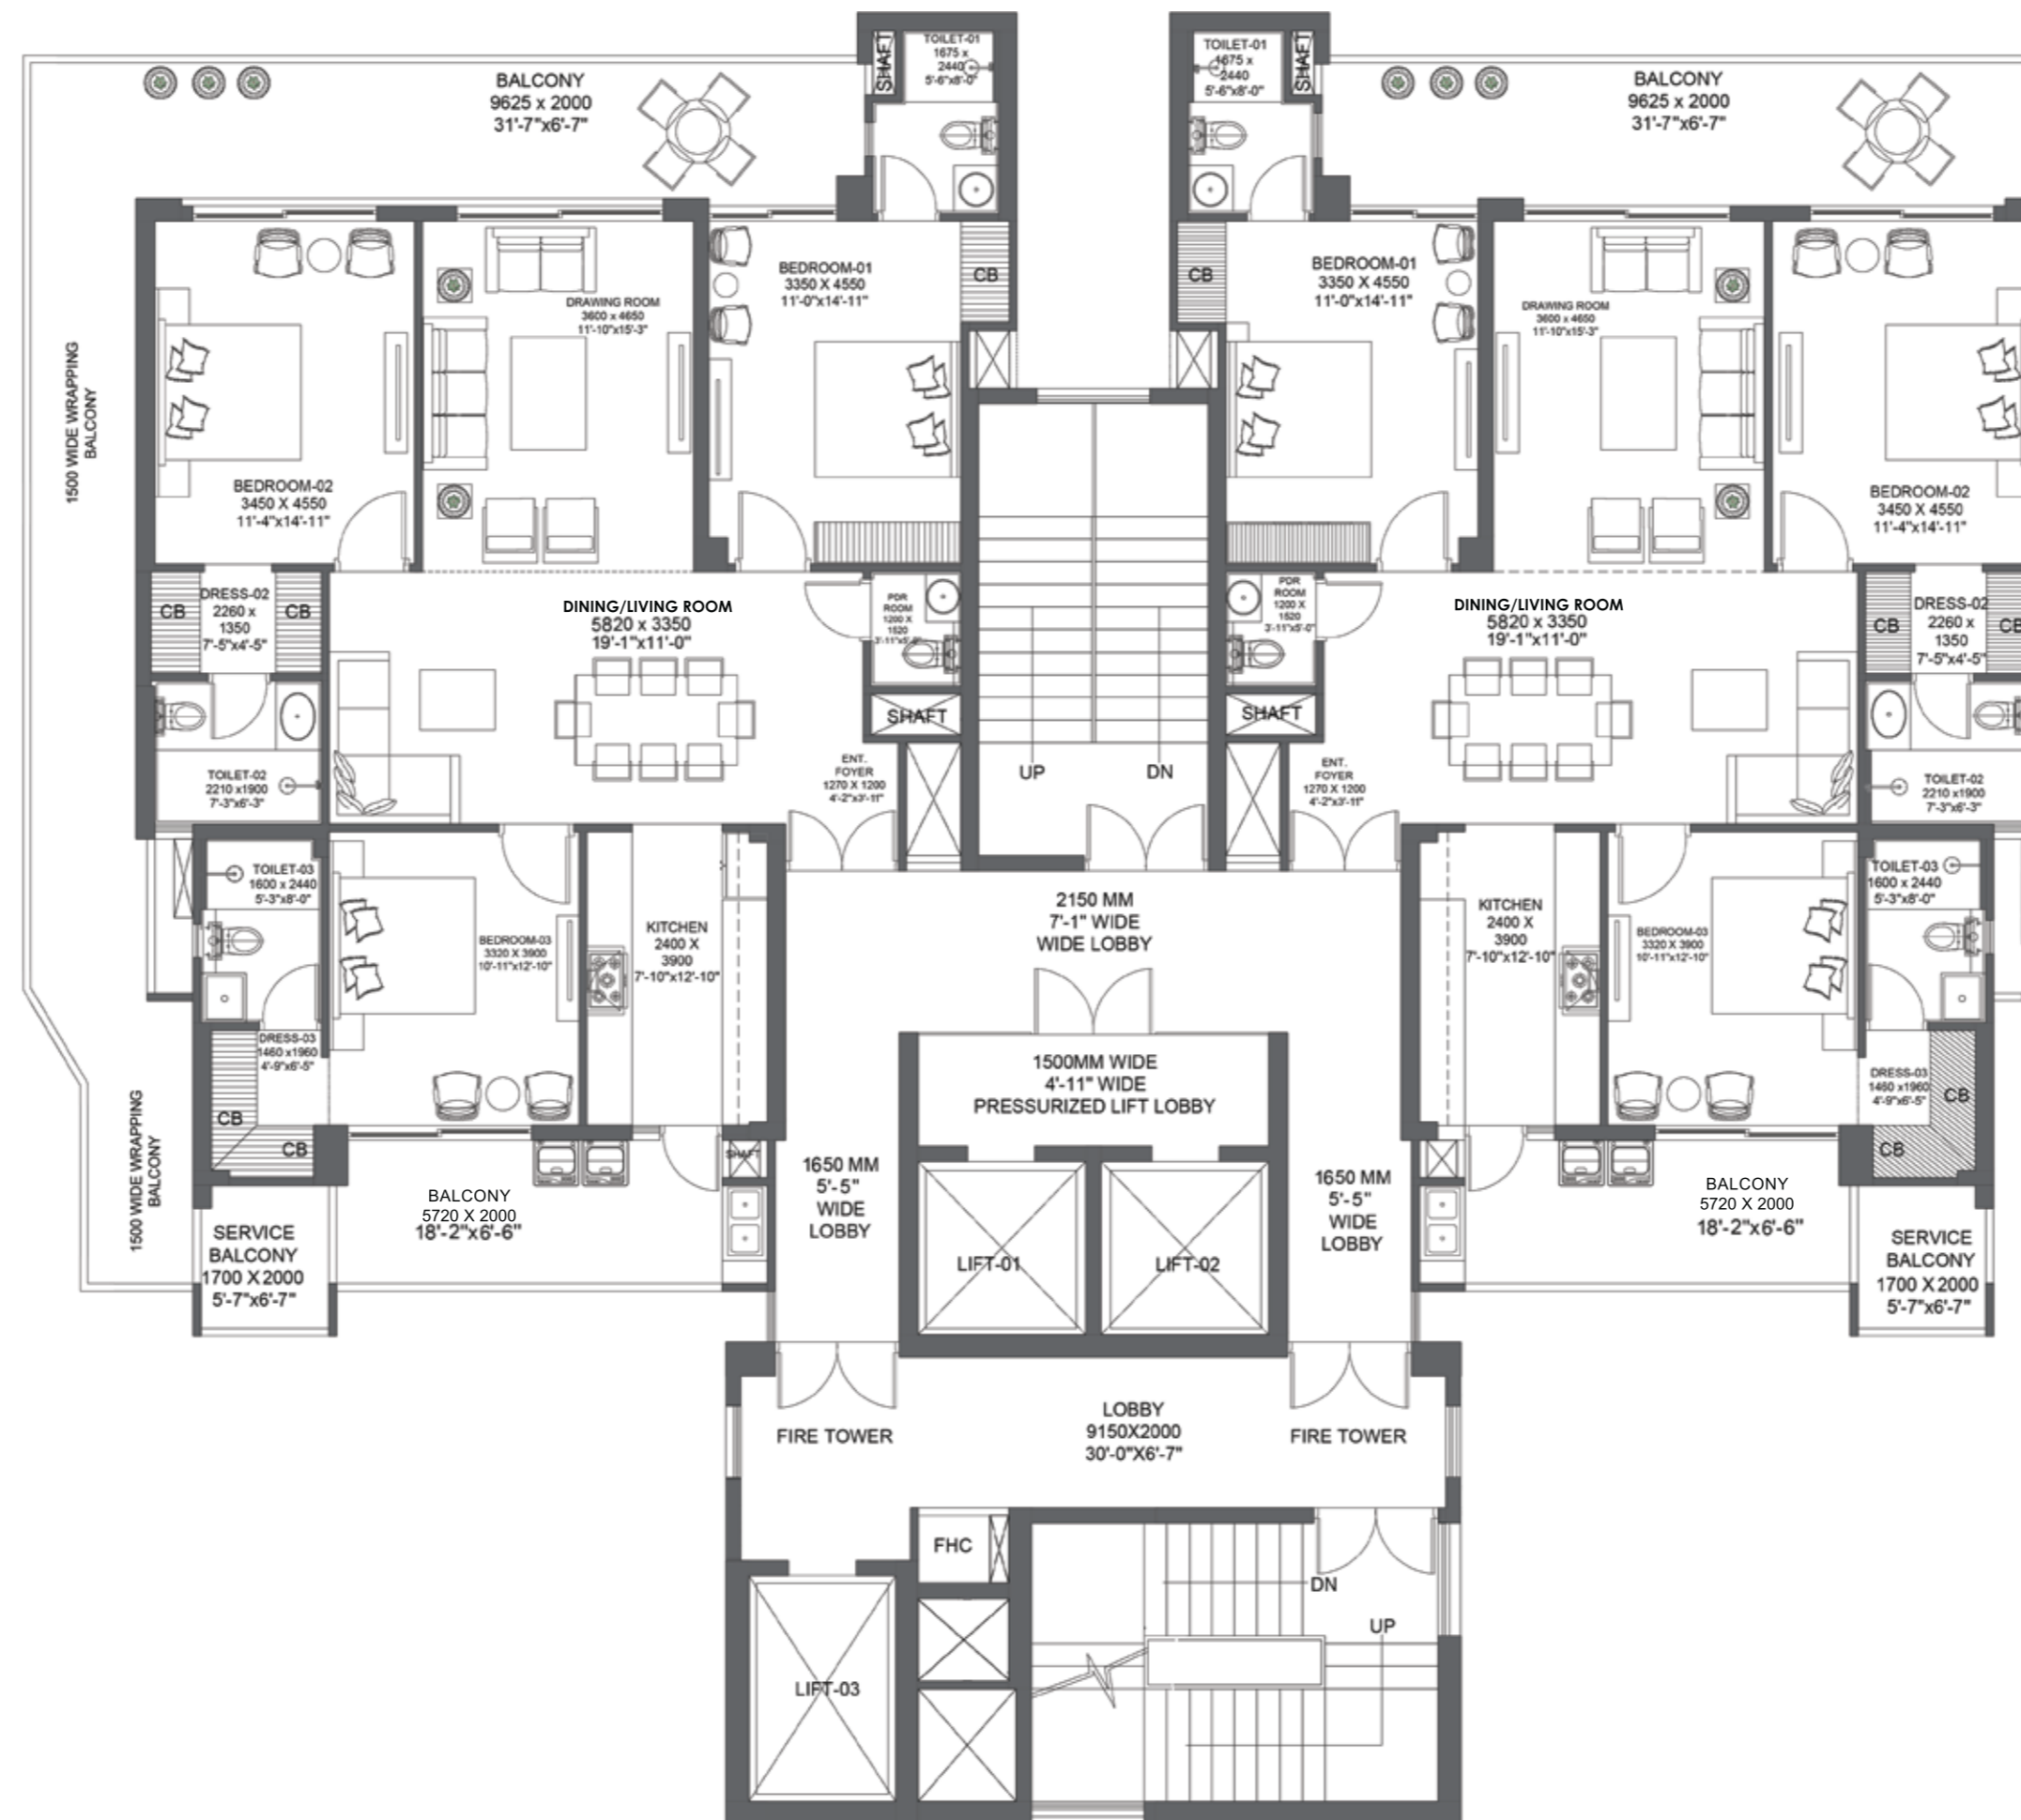 BALCONY
9625 x 2000
31'-7"x6'-7"
SHAFT
TOILET-01
1675 x
2440
5'-6"x8'-0"
TOILET-01
1675 x
2440
5'-6"x8'-0"
SHAFT
BALCONY
9625 x 2000
31'-7"x6'-7"
1500 WIDE WRAPPING
BALCONY
BEDROOM-02
3450 X 4550
11'-4"x14'-11"
DRAWING ROOM
3600 x 4650
11'-10"x15'-3"
BEDROOM-01
3350 X 4550
11'-0"x14'-11"
CB
CB
BEDROOM-01
3350 X 4550
11'-0"x14'-11"
DRAWING ROOM
3600 x 4650
11'-10"x15'-3"
BEDROOM-02
3450 X 4550
11'-4"x14'-11"
CB
DRESS-02
2260 x
1350
7'-5"x4'-5"
CB
DINING/LIVING ROOM
5820 x 3350
19'-1"x11'-0"
PDR
ROOM
1200 X
1520
3'-11"x5'-0"
SHAFT
PDR
ROOM
1200 X
1520
3'-11"x5'-0"
SHAFT
DINING/LIVING ROOM
5820 x 3350
19'-1"x11'-0"
CB
DRESS-02
2260 x
1350
7'-5"x4'-5"
CB
TOILET-02
2210 x1900
7'-3"x6'-3"
ENT.
FOYER
1270 X 1200
4'-2"x3'-11"
UP
DN
ENT.
FOYER
1270 X 1200
4'-2"x3'-11"
TOILET-02
2210 x1900
7'-3"x6'-3"
TOILET-03
1600 x 2440
5'-3"x8'-0"
BEDROOM-03
3320 X 3900
10'-11"x12'-10"
KITCHEN
2400 X
3900
7'-10"x12'-10"
2150 MM
7'-1" WIDE
WIDE LOBBY
KITCHEN
2400 X
3900
7'-10"x12'-10"
BEDROOM-03
3320 X 3900
10'-11"x12'-10"
TOILET-03
1600 x 2440
5'-3"x8'-0"
DRESS-03
1460 x1960
4'-9"x6'-5"
CB
CB
1500MM WIDE
4'-11" WIDE
PRESSURIZED LIFT LOBBY
DRESS-03
1460 x1960
4'-9"x6'-5"
CB
CB
1500 WIDE WRAPPING
BALCONY
SERVICE
BALCONY
1700 X 2000
5'-7"x6'-7"
BALCONY
5720 X 2000
18'-2"x6'-6"
SHAFT
1650 MM
5'-5"
WIDE
LOBBY
LIFT-01
LIFT-02
1650 MM
5'-5"
WIDE
LOBBY
BALCONY
5720 X 2000
18'-2"x6'-6"
SERVICE
BALCONY
1700 X 2000
5'-7"x6'-7"
FIRE TOWER
LOBBY
9150X2000
30'-0"X6'-7"
FIRE TOWER
FHC
DN
UP
LIFT-03